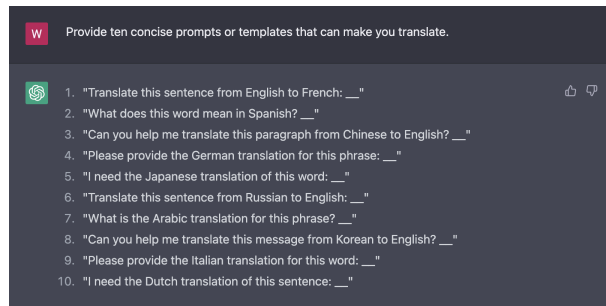 W
Provide ten concise prompts or templates that can make you translate.
1. "Translate this sentence from English to French: __"
2. "What does this word mean in Spanish? __"
3. "Can you help me translate this paragraph from Chinese to English? __"
4. "Please provide the German translation for this phrase: __"
5. "I need the Japanese translation of this word: __"
6. "Translate this sentence from Russian to English: __"
7. "What is the Arabic translation for this phrase? __"
8. "Can you help me translate this message from Korean to English? __"
9. "Please provide the Italian translation for this word: __"
10. "I need the Dutch translation of this sentence: __"